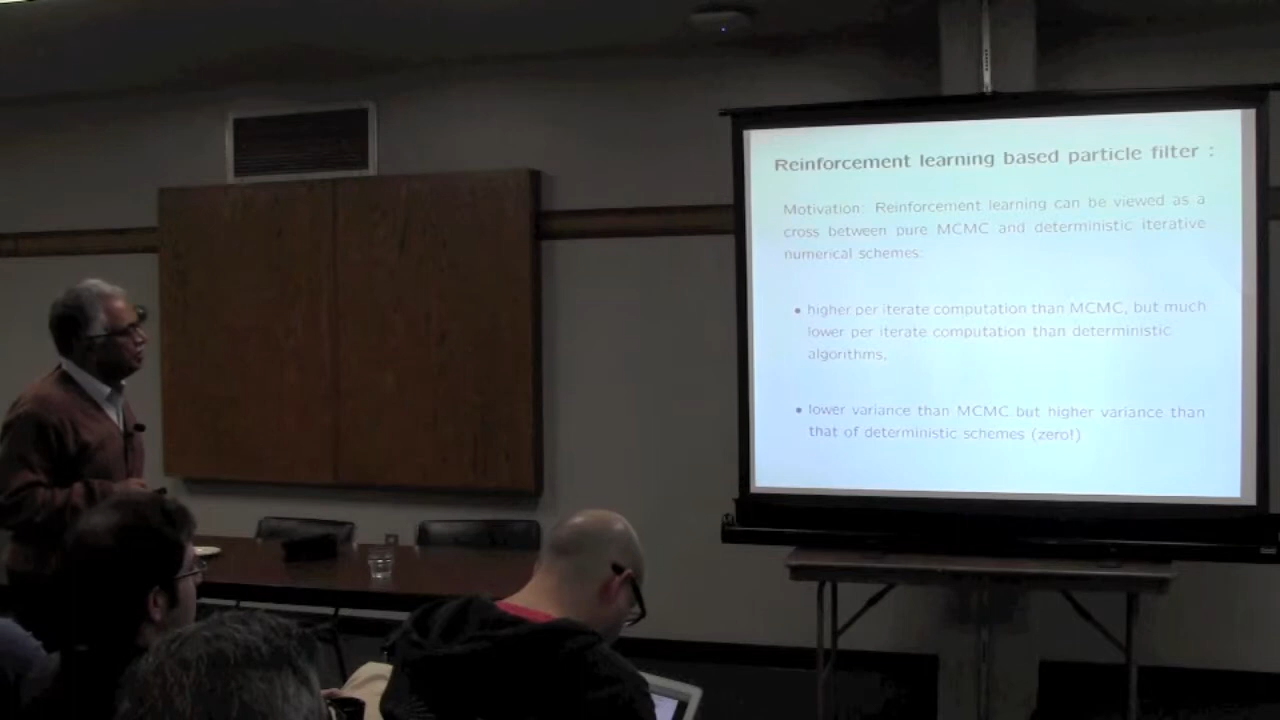 Reinforcement learning based particle filter :
Motivation: Reinforcement learning can be viewed as a
cross between pure MCMC and deterministic iterative
numerical schemes:
• higher per iterate computation than MCMC, but much
lower per iterate computation than deterministic
algorithms,
• lower variance than MCMC but higher variance than
that of deterministic schemes (zero!)